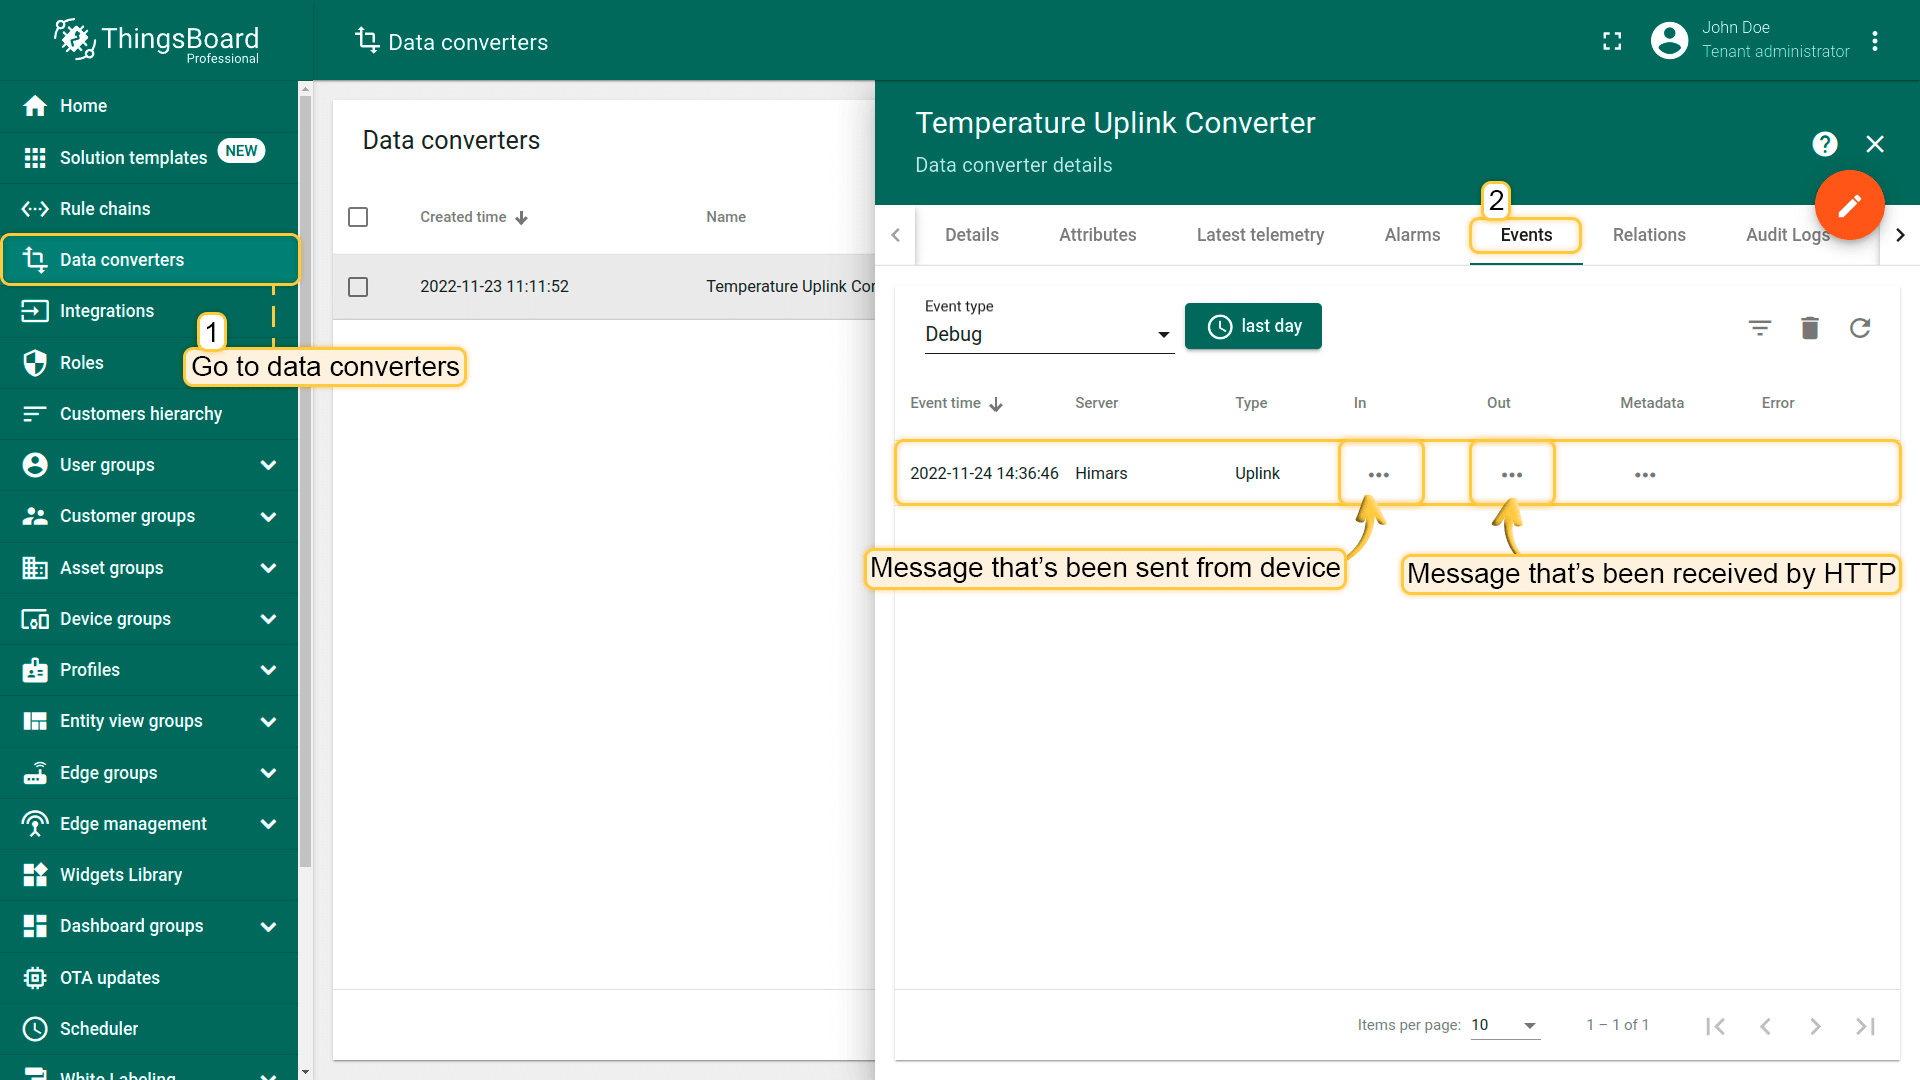 ThingsBoard
Professional
Data converters
John Doe
Tenant administrator
Home
Solution templates NEW
Rule chains
Data converters
Integrations
Roles
Customers hierarchy
User groups
Customer groups
Asset groups
Device groups
Profiles
Entity view groups
Edge groups
Edge management
Widgets Library
Dashboard groups
OTA updates
Scheduler
White Labeling
1
Go to data converters
Data converters
Created time Name
2022-11-23 11:11:52 Temperature Uplink Cor
Temperature Uplink Converter
Data converter details
2
Details Attributes Latest telemetry Alarms Events Relations Audit Logs
Event type
Debug
last day
Event time Server Type In Out Metadata Error
2022-11-24 14:36:46 Himars Uplink ••• ••• •••
Message that’s been sent from device
Message that’s been received by HTTP
Items per page: 10 1 – 1 of 1